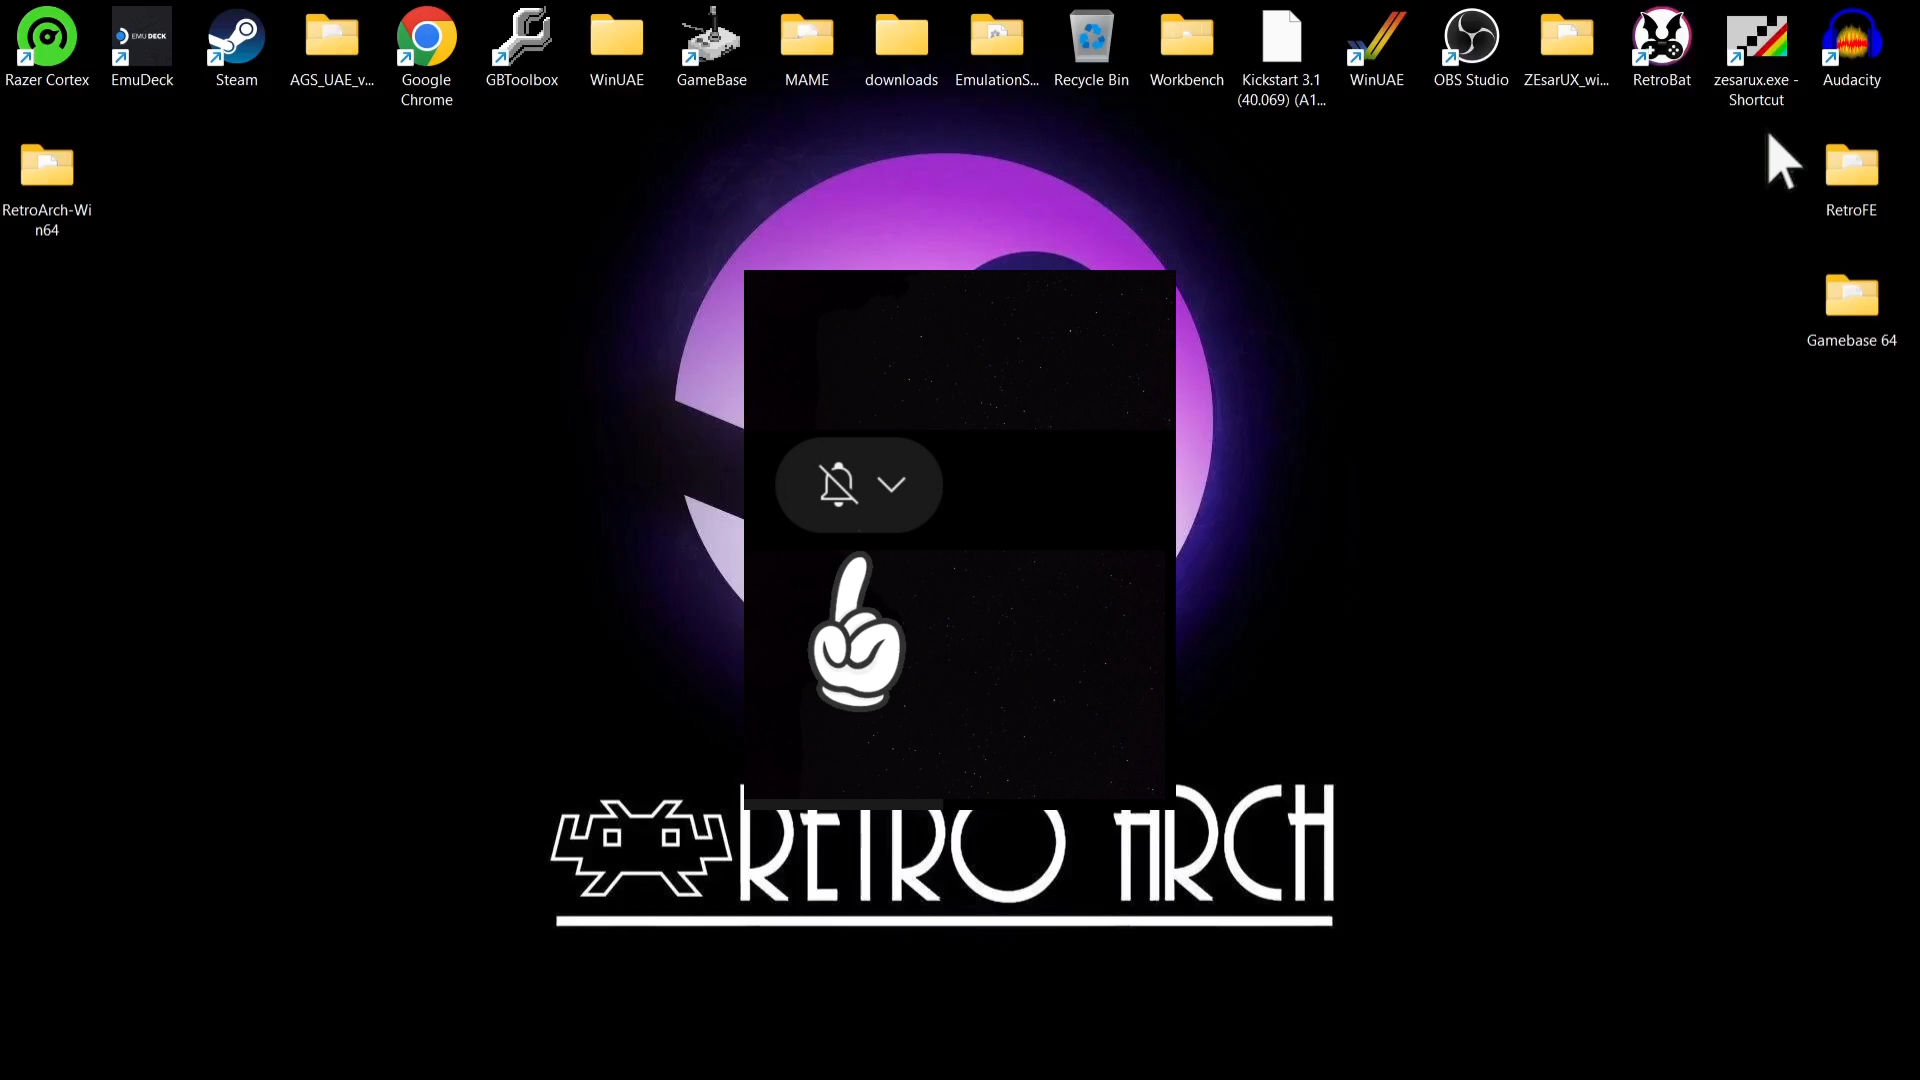 Razer Cortex
EmuDeck
Steam
AGS_UAE_v...
Google
Chrome
GBToolbox
WinUAE
GameBase
MAME
downloads
EmulationS...
Recycle Bin
Workbench
Kickstart 3.1
(40.069) (A1...
WinUAE
OBS Studio
ZEsarUX_wi...
RetroBat
zesarux.exe -
Shortcut
Audacity
EMU DECK
RetroArch-Wi
n64
RetroFE
Gamebase 64
RETRO ARCH